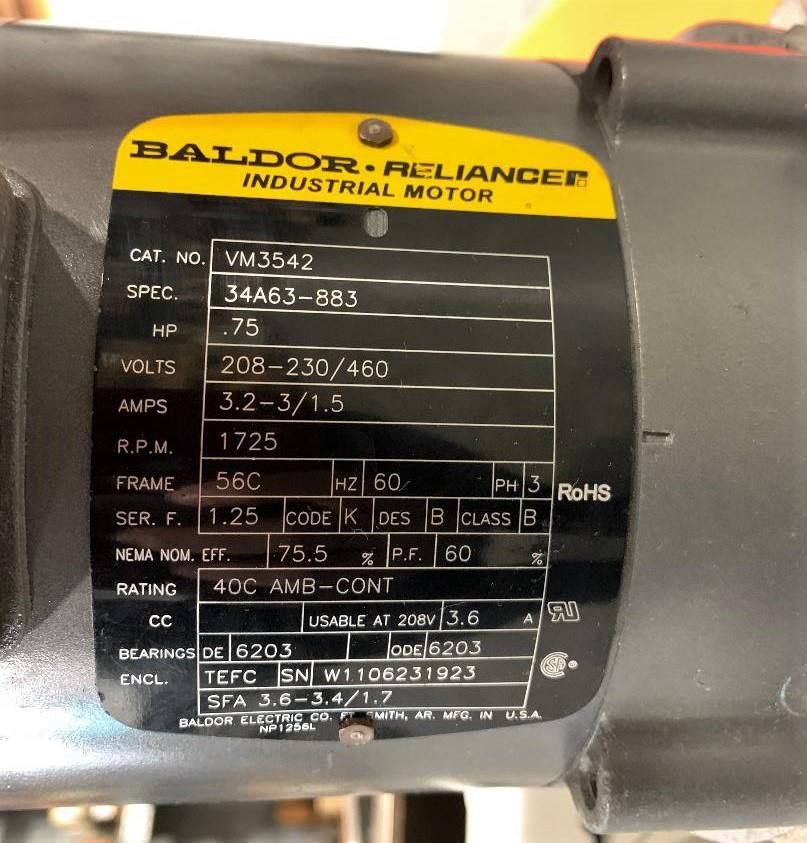 BALDOR • RELIANCER
INDUSTRIAL MOTOR
CAT. NO. VM3542
SPEC. 34A63-883
HP .75
VOLTS 208-230/460
AMPS 3.2-3/1.5
R.P.M. 1725
FRAME 56C HZ 60 PH 3 RoHS
SER. F. 1.25 CODE K DES B CLASS B
NEMA NOM. EFF. 75.5 % P.F. 60 %
RATING 40C AMB-CONT
CC USABLE AT 208V 3.6 A
BEARINGS DE 6203 ODE 6203
ENCL. TEFC SN W1106231923
SFA 3.6-3.4/1.7
BALDOR ELECTRIC CO. SMITH, AR. MFG. IN U.S.A.
NP1256L